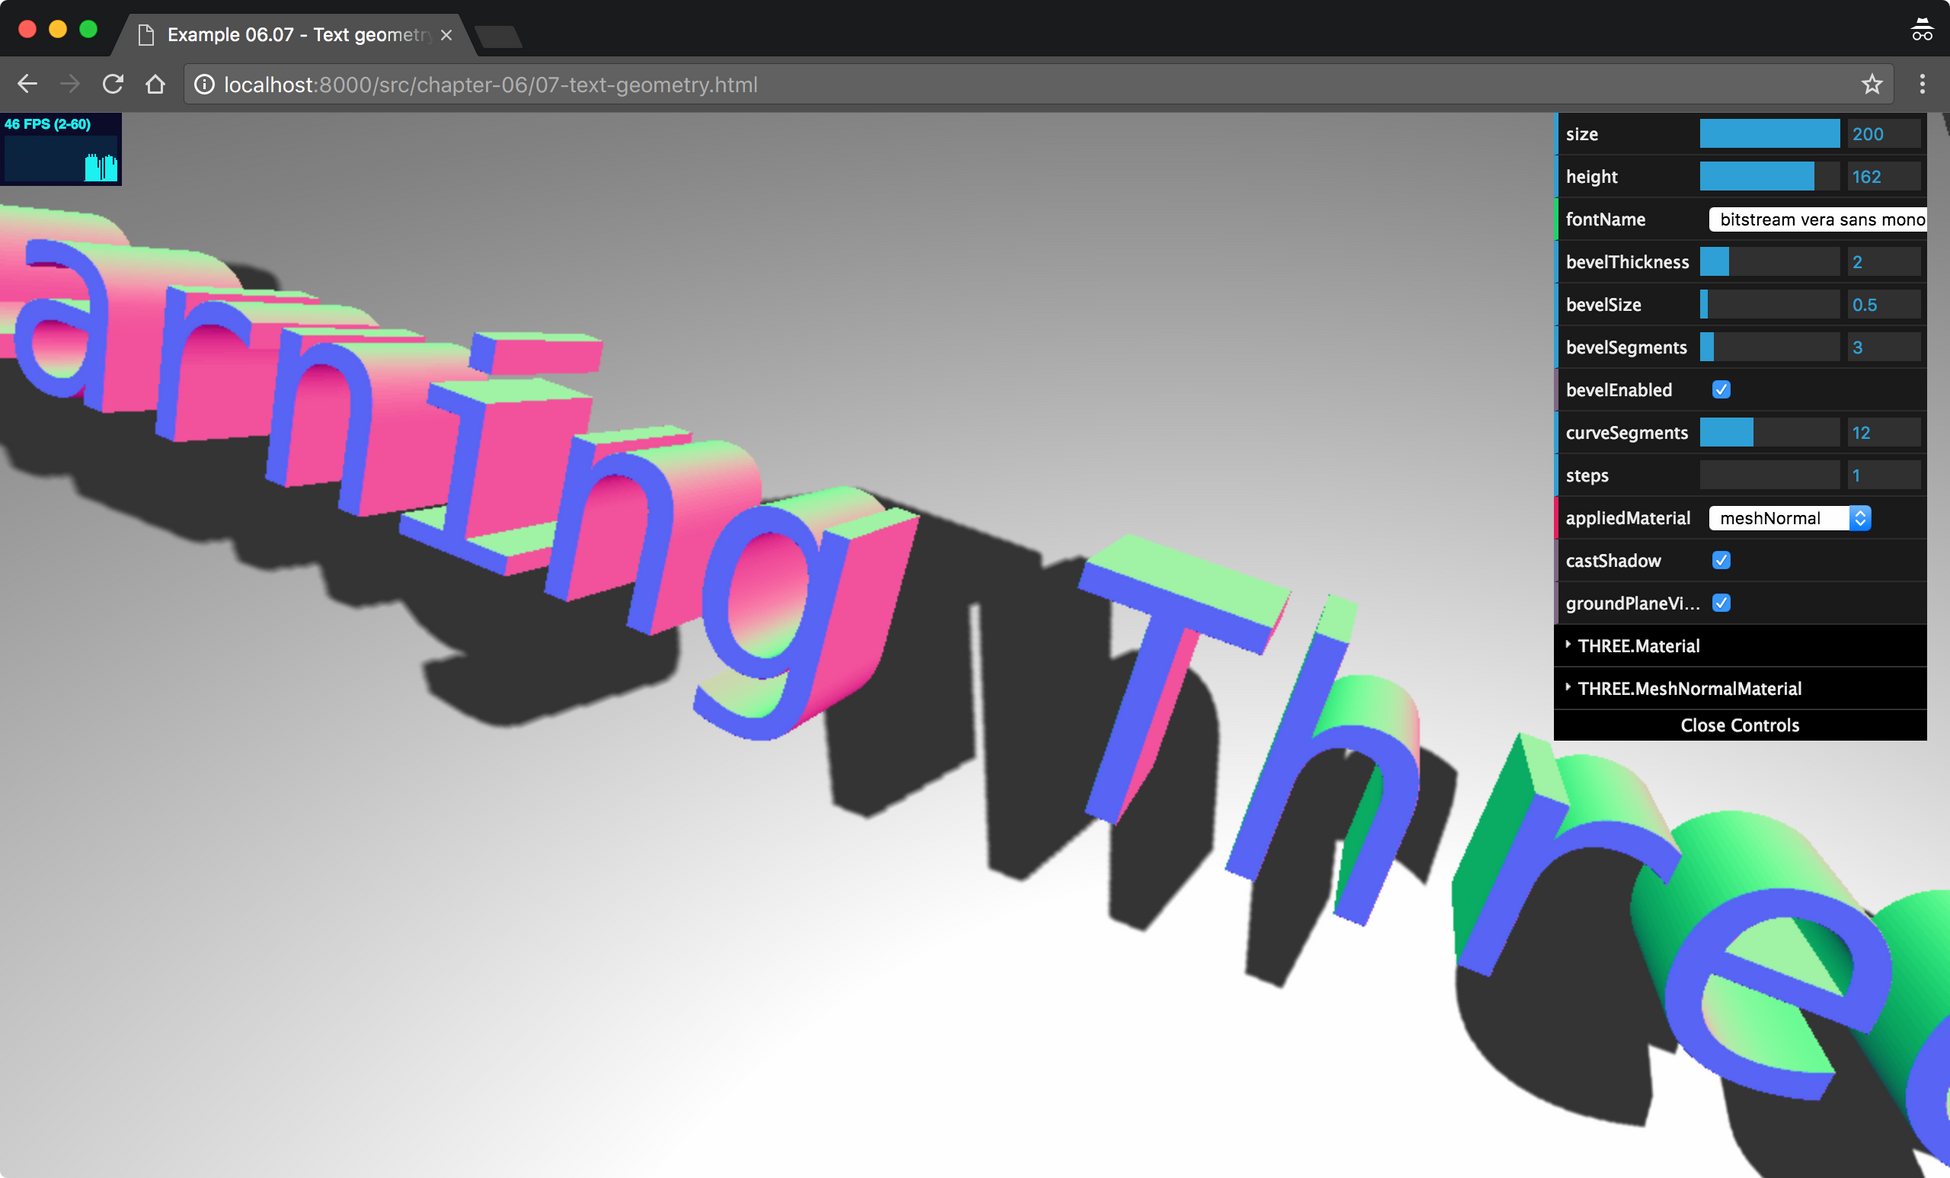 Example 06.07 - Text geometr
localhost:8000/src/chapter-06/07-text-geometry.html
46 FPS (2-60)
size 200
height 162
fontName bitstream vera sans mono
bevelThickness 2
bevelSize 0.5
bevelSegments 3
bevelEnabled
curveSegments 12
steps 1
appliedMaterial meshNormal
castShadow
groundPlaneVi...
THREE.Material
THREE.MeshNormalMaterial
Close Controls
arning Thre